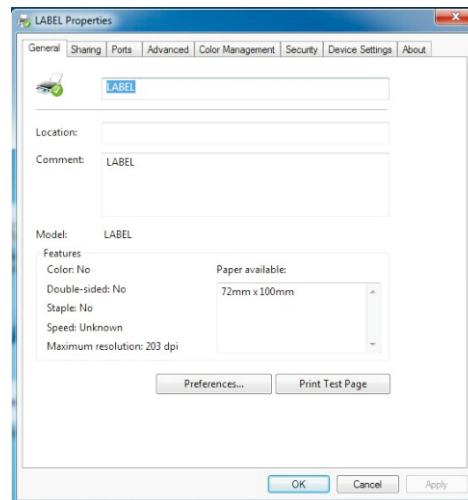 LABEL Properties
General Sharing Ports Advanced Color Management Security Device Settings About
LABEL
Location:
Comment: LABEL
Model: LABEL
Features
Color: No Paper available:
Double-sided: No 72mm x 100mm
Staple: No
Speed: Unknown
Maximum resolution: 203 dpi
Preferences... Print Test Page
OK Cancel Apply